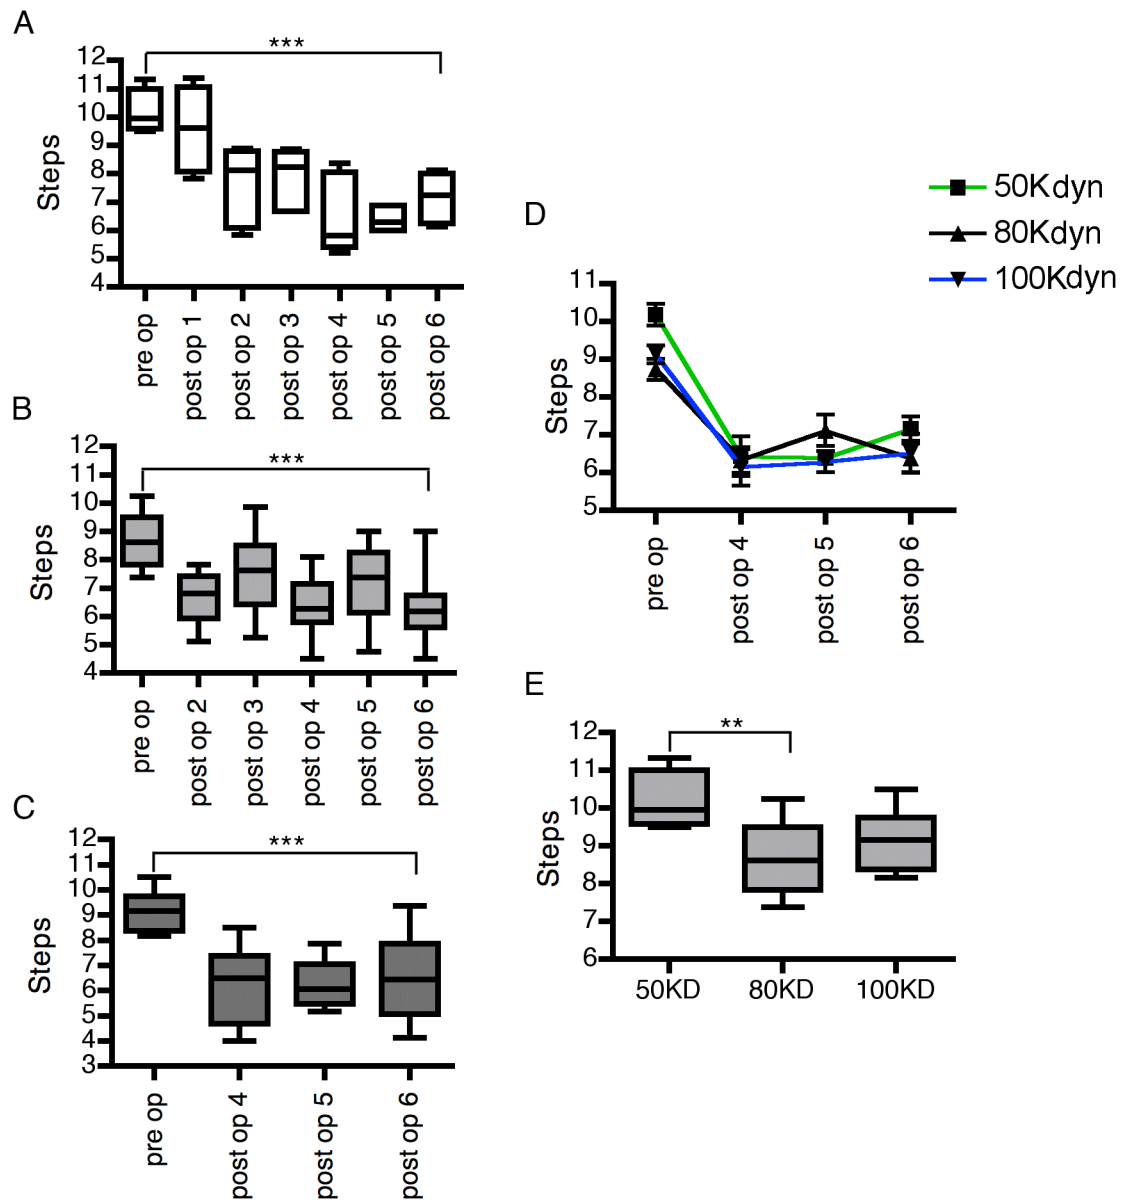 A
***
12
11
10
9
8
7
6
5
4
Steps
pre op
post op 1
post op 2
post op 3
post op 4
post op 5
post op 6
B
***
12
11
10
9
8
7
6
5
4
Steps
pre op
post op 2
post op 3
post op 4
post op 5
post op 6
C
***
12
11
10
9
8
7
6
5
4
3
Steps
pre op
post op 4
post op 5
post op 6
D
50Kdyn
80Kdyn
100Kdyn
11
10
9
8
7
6
5
Steps
pre op
post op 4
post op 5
post op 6
E
**
12
11
10
9
8
7
6
Steps
50KD
80KD
100KD